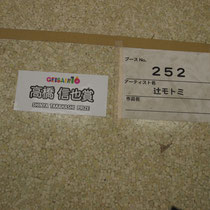 GEISAI#10
高橋 信也賞
SHINYA TAKAHASHI PRIZE
ブース No.
252
アーティスト名
辻モトミ
作品名